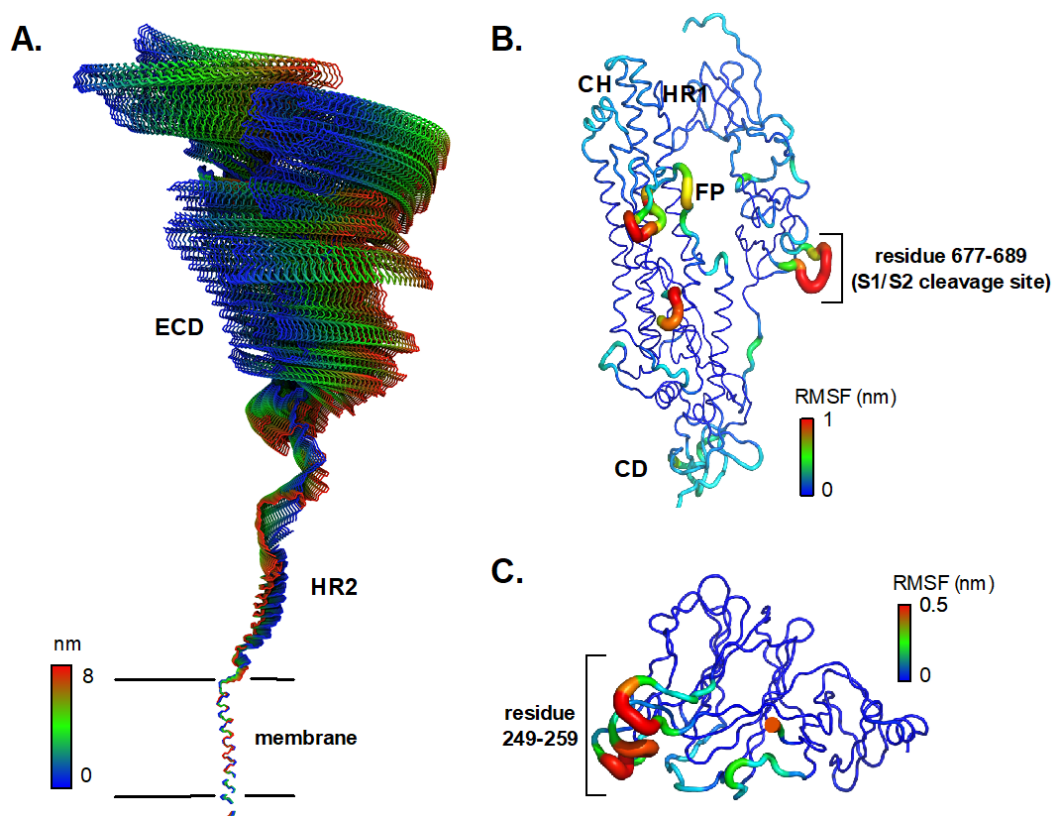 A.
ECD
HR2
nm
8
0
membrane
B.
CH
HR1
FP
residue 677-689
(S1/S2 cleavage site)
RMSF (nm)
1
0
CD
C.
RMSF (nm)
0.5
0
residue
249-259